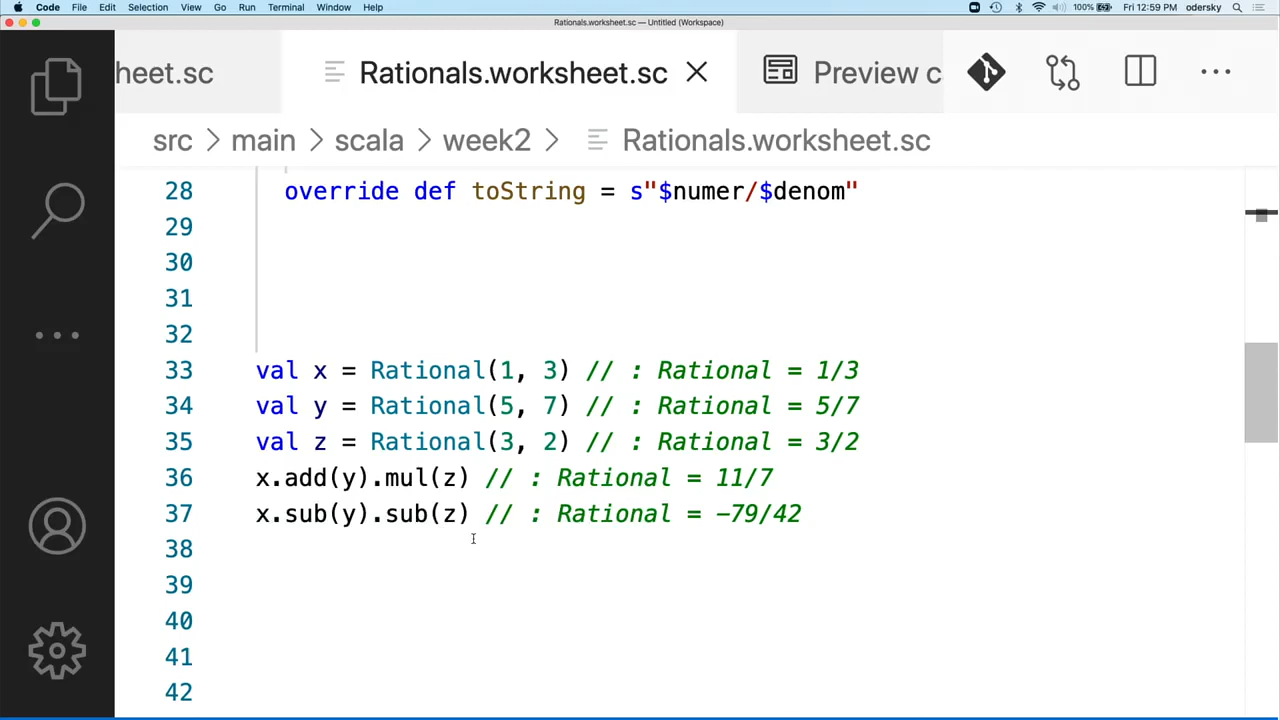 Code File Edit Selection View Go Run Terminal Window Help 100% Fri 12:59 PM odersky
Rationals.worksheet.sc — Untitled (Workspace)
heet.sc Rationals.worksheet.sc Preview c
src main scala week2 Rationals.worksheet.sc
28 override def toString = s"$numer/$denom"
29
30
31
32
33 val x = Rational(1, 3) // : Rational = 1/3
34 val y = Rational(5, 7) // : Rational = 5/7
35 val z = Rational(3, 2) // : Rational = 3/2
36 x.add(y).mul(z) // : Rational = 11/7
37 x.sub(y).sub(z) // : Rational = -79/42
38
39
40
41
42